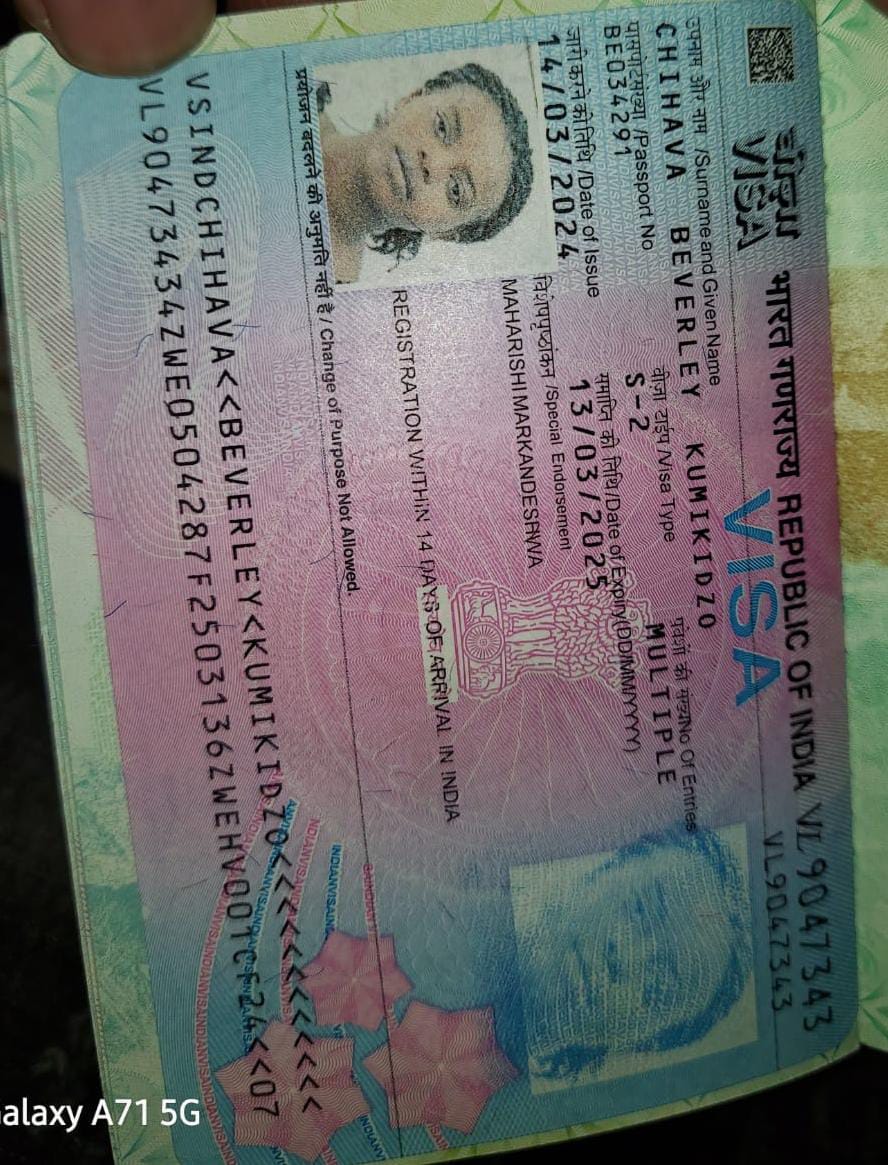 वीज़ा भारत गणराज्य REPUBLIC OF INDIA VL9047343
VISA VISA VL9047343
उपनाम और नाम /Surname and Given Name
CHIHAVA BEVERLEY KUMIKIDZO
पासपोर्ट संख्या /Passport No वीज़ा टाईप /Visa Type प्रवेशों की संख्या/No Of Entries
BE034291 S-2 MULTIPLE
जारी करने की तिथि /Date of Issue समाप्ति की तिथि/Date of Expiry(DD/MM/YYYY)
14/03/2024 13/03/2025
विशेष पृष्ठांकन /Special Endorsement
MAHARISHIMARKANDESHWA
REGISTRATION WITHIN 14 DAYS OF ARRIVAL IN INDIA
प्रयोजन बदलने की अनुमति नहीं है / Change of Purpose Not Allowed
VSINDCHIHAVA<<BEVERLEY<KUMIKIDZO<<<<<<<<<<<<
VL90473434ZWE0504287F2503136ZWEHV001CF24<<07
Galaxy A71 5G